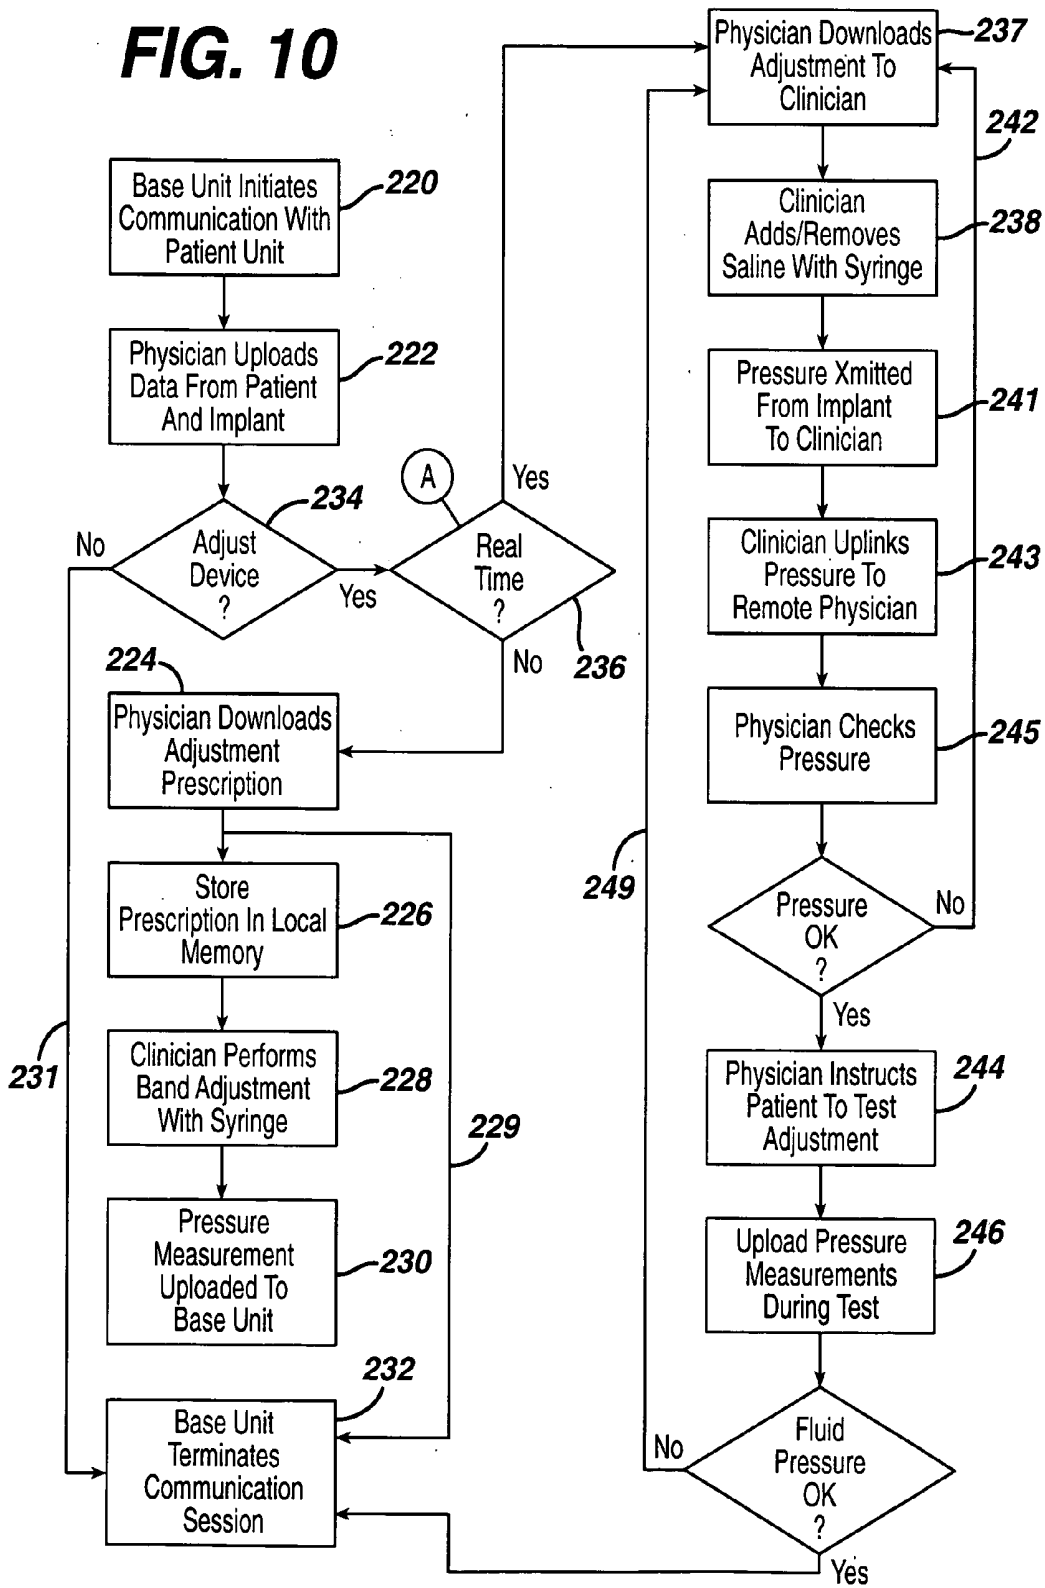 FIG. 10
Base Unit Initiates
Communication With
Patient Unit
220
Physician Uploads
Data From Patient
And Implant
222
Adjust
Device
?
234
No
Yes
A
Real
Time
?
236
Yes
No
224
Physician Downloads
Adjustment
Prescription
Store
Prescription In Local
Memory
226
Clinician Performs
Band Adjustment
With Syringe
228
229
231
Pressure
Measurement
Uploaded To
Base Unit
230
232
Base Unit
Terminates
Communication
Session
Physician Downloads
Adjustment To
Clinician
237
242
Clinician
Adds/Removes
Saline With Syringe
238
Pressure Xmitted
From Implant
To Clinician
241
Clinician Uplinks
Pressure To
Remote Physician
243
Physician Checks
Pressure
245
249
Pressure
OK
?
No
Yes
Physician Instructs
Patient To Test
Adjustment
244
Upload Pressure
Measurements
During Test
246
Fluid
Pressure
OK
?
No
Yes